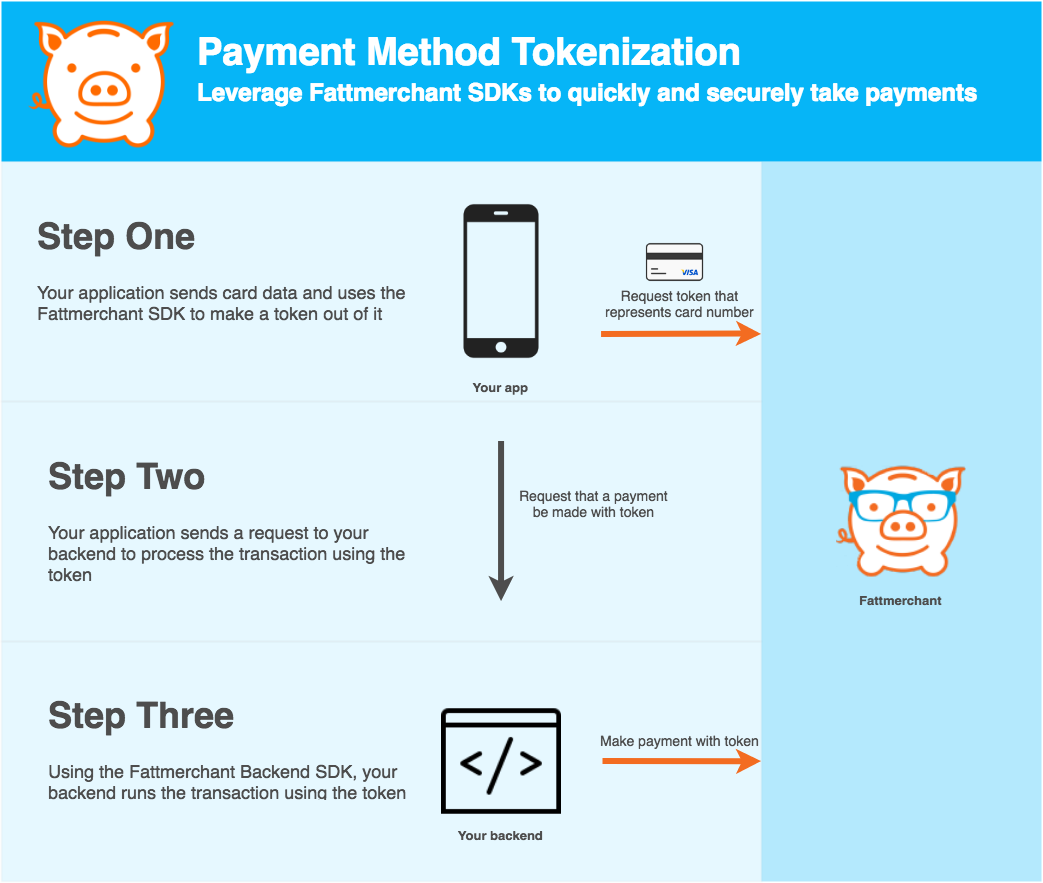 Payment Method Tokenization
Leverage Fattmerchant SDKs to quickly and securely take payments
Step One
Your application sends card data and uses the
Fattmerchant SDK to make a token out of it
VISA
Request token that
represents card number
Your app
Step Two
Your application sends a request to your
backend to process the transaction using the
token
Request that a payment
be made with token
Fattmerchant
Step Three
Using the Fattmerchant Backend SDK, your
backend runs the transaction using the token
</>
Make payment with token
Your backend